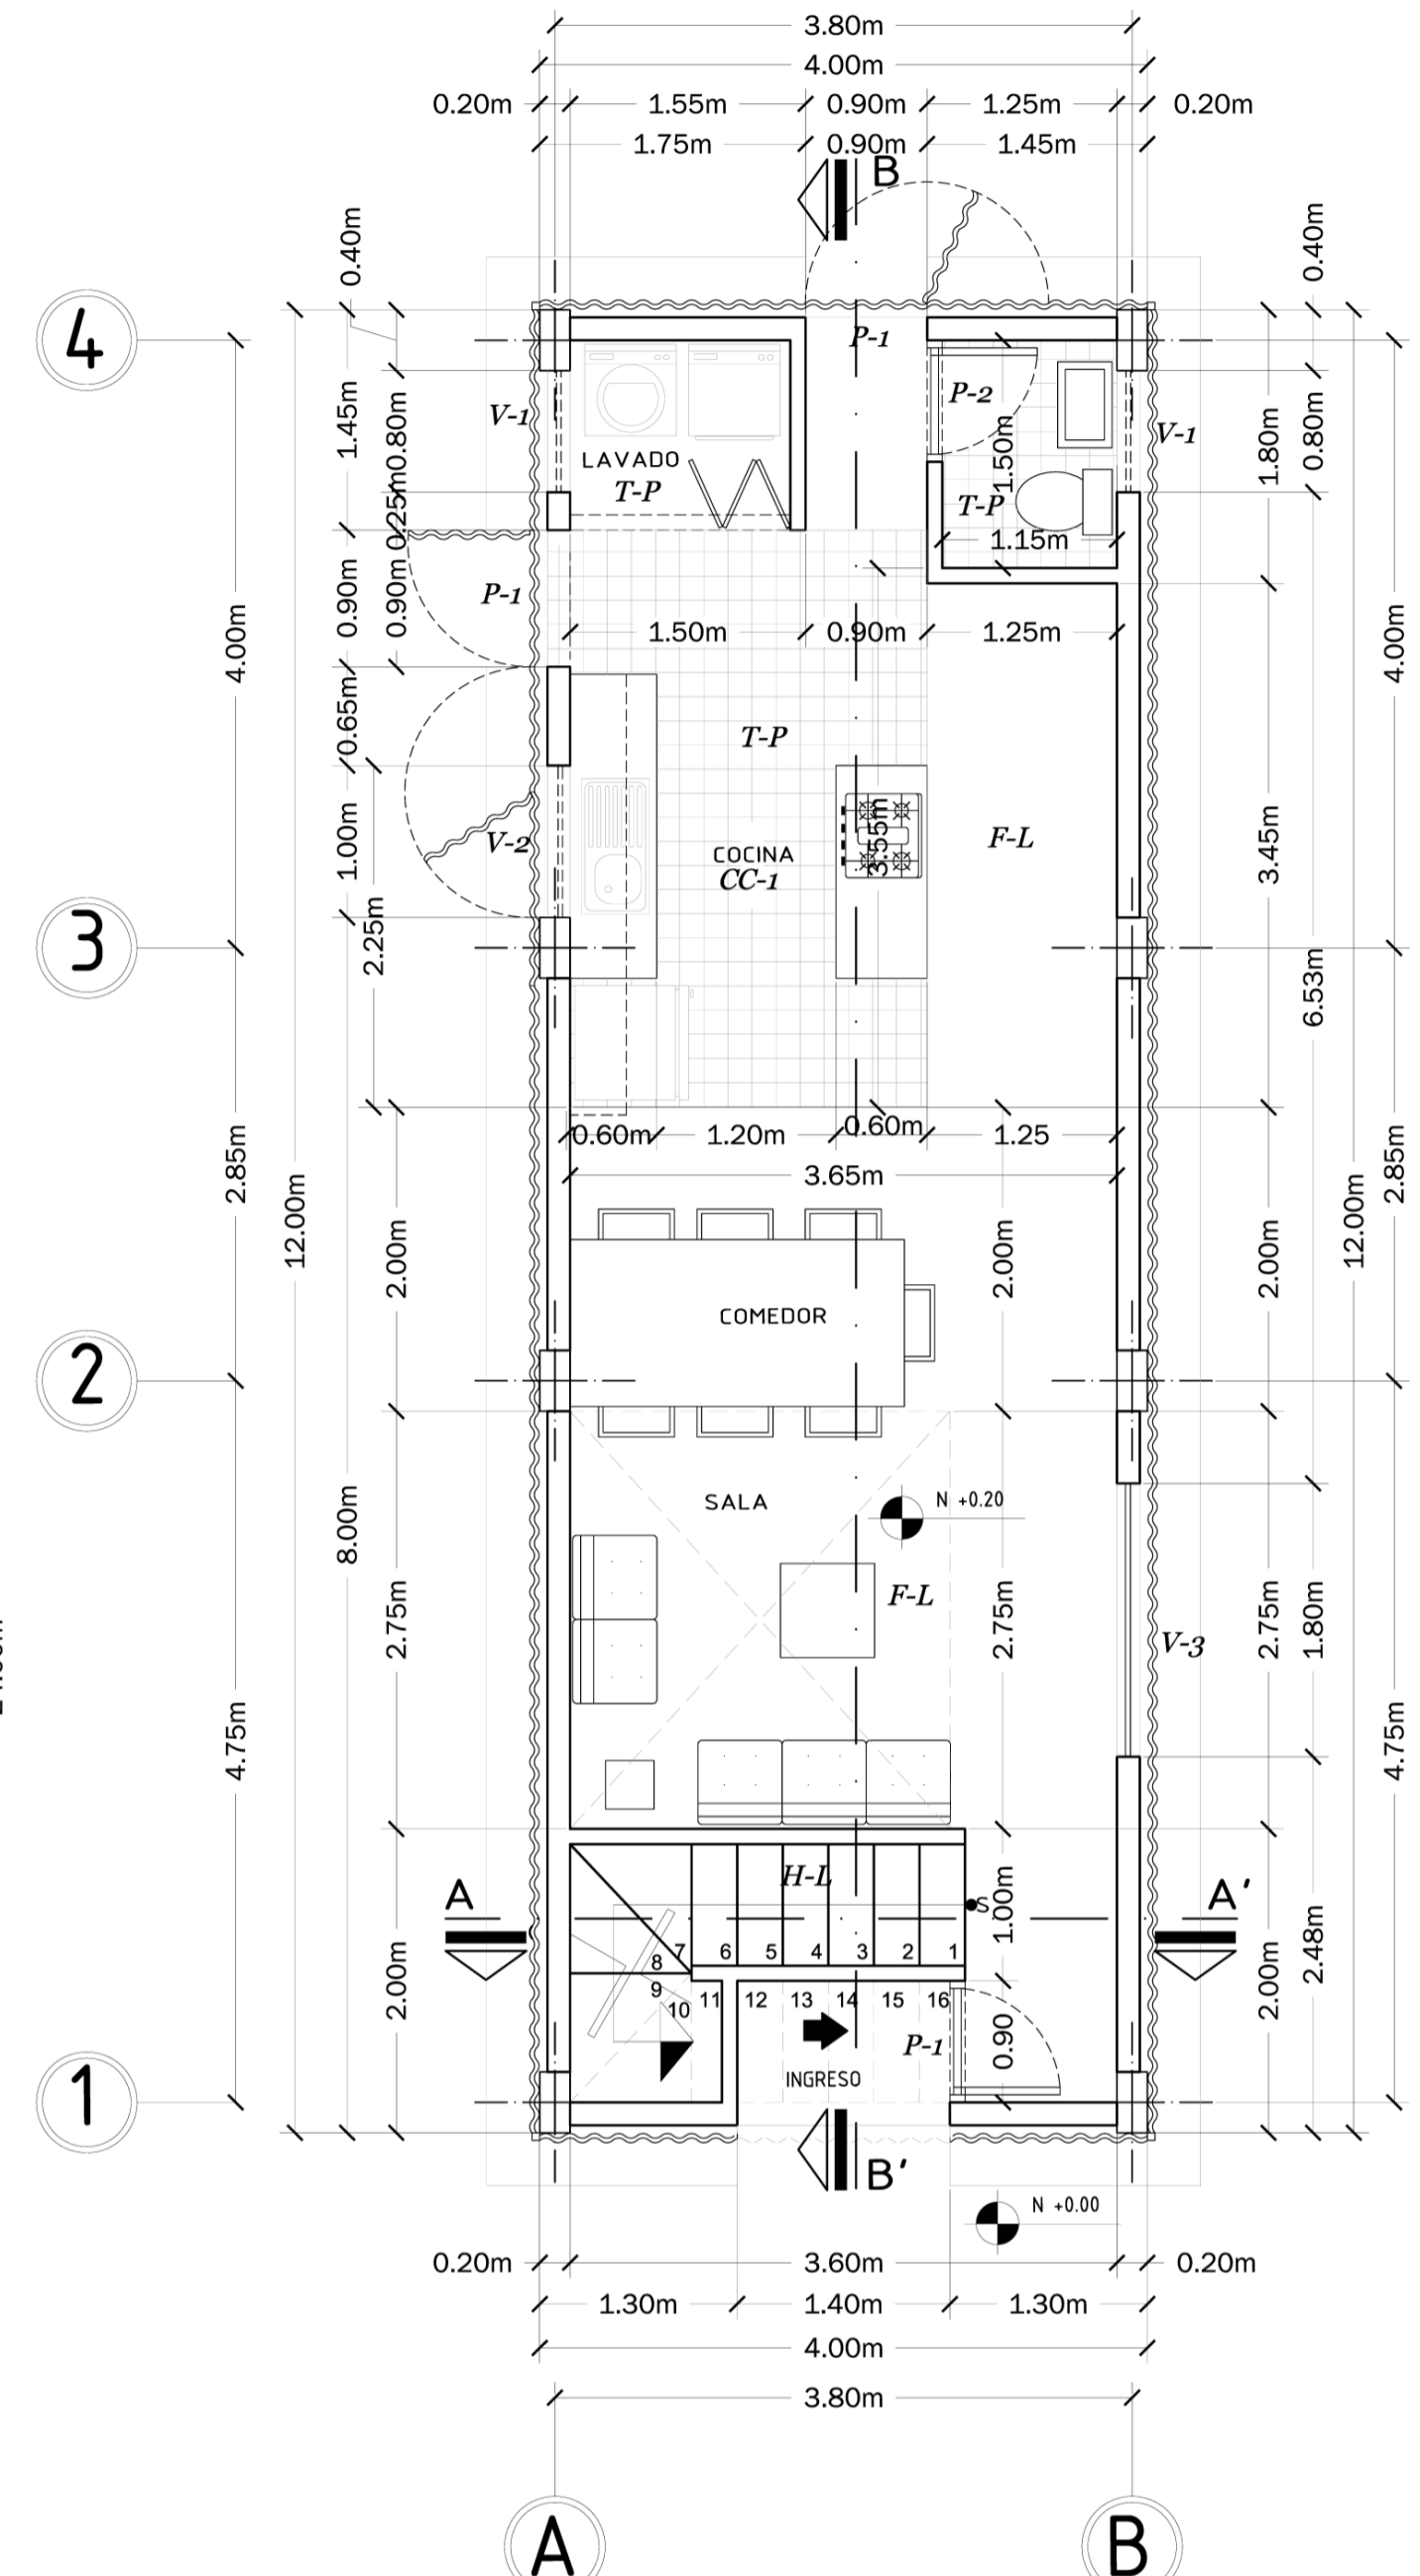 3.80m
4.00m
0.20m 1.55m 0.90m 1.25m 0.20m
1.75m 0.90m 1.45m
B
0.40m 0.40m
4
P-1
P-2
V-1 V-1
1.45m 0.80m 1.50m 1.80m 0.80m
LAVADO
T-P T-P
0.25m
1.15m
P-1
0.90m 0.90m
4.00m 1.50m 0.90m 1.25m 4.00m
0.65m
T-P
1.00m V-2 COCINA 3.55m F-L 3.45m
CC-1
3
2.25m 6.53m
0.60m 1.20m 0.60m 1.25
2.85m 2.85m
3.65m
12.00m 12.00m
2.00m 2.00m 2.00m
COMEDOR
2
SALA N +0.20
8.00m
F-L
2.75m 2.75m 2.75m 1.80m
V-3
4.75m 4.75m
H-L
A A'
S
1.00m
7 6 5 4 3 2 1
8
2.00m 2.00m 2.48m
9
10 11 12 13 14 15 16
P-1 0.90
INGRESO
1
B'
N +0.00
0.20m 3.60m 0.20m
1.30m 1.40m 1.30m
4.00m
3.80m
A B